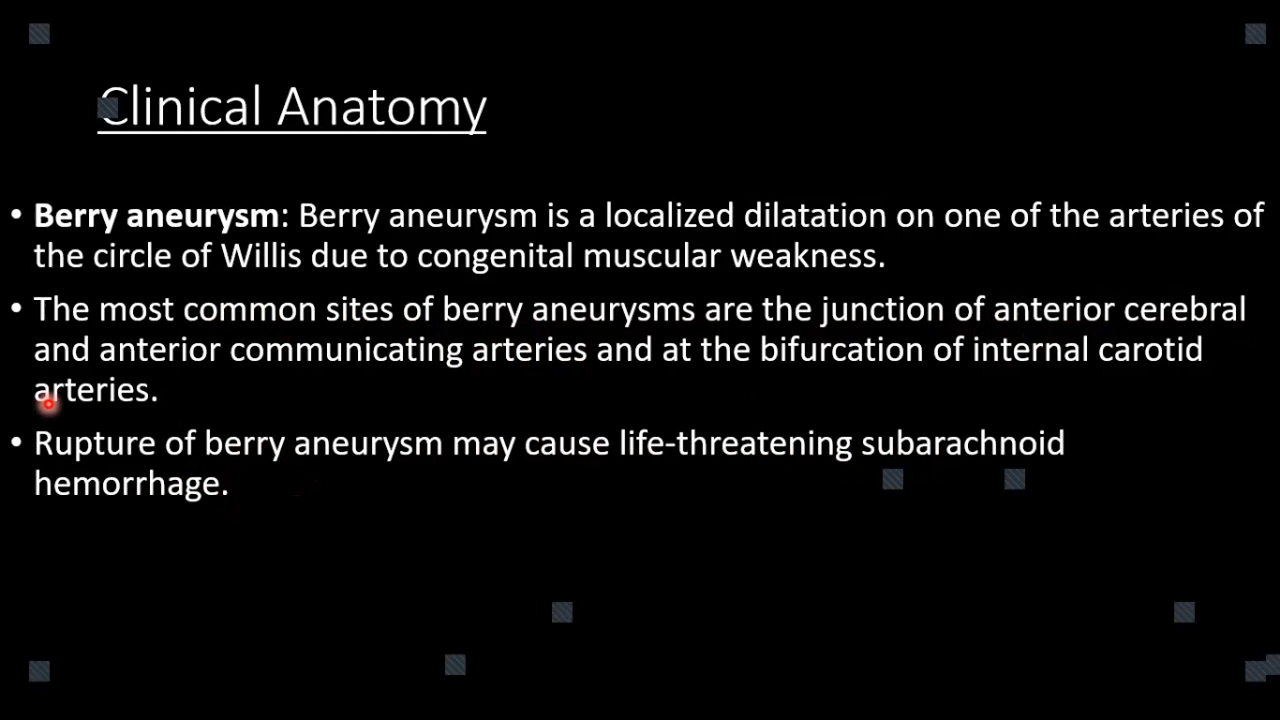 Clinical Anatomy
• Berry aneurysm: Berry aneurysm is a localized dilatation on one of the arteries of
the circle of Willis due to congenital muscular weakness.
• The most common sites of berry aneurysms are the junction of anterior cerebral
and anterior communicating arteries and at the bifurcation of internal carotid
arteries.
• Rupture of berry aneurysm may cause life-threatening subarachnoid
hemorrhage.